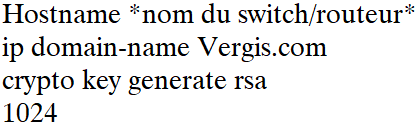 Hostname *nom du switch/routeur*
ip domain-name Vergis.com
crypto key generate rsa
1024